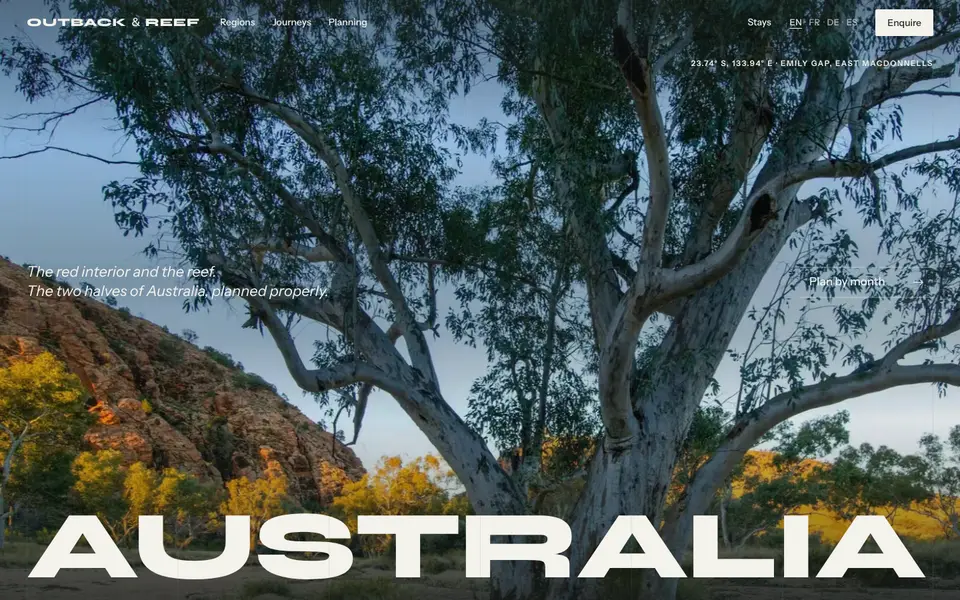 OUTBACK & REEF
Regions Journeys Planning
Stays EN FR DE ES Enquire
23.74° S, 133.94° E · EMILY GAP, EAST MACDONNELLS
The red interior and the reef.
The two halves of Australia, planned properly.
Plan by month →
AUSTRALIA